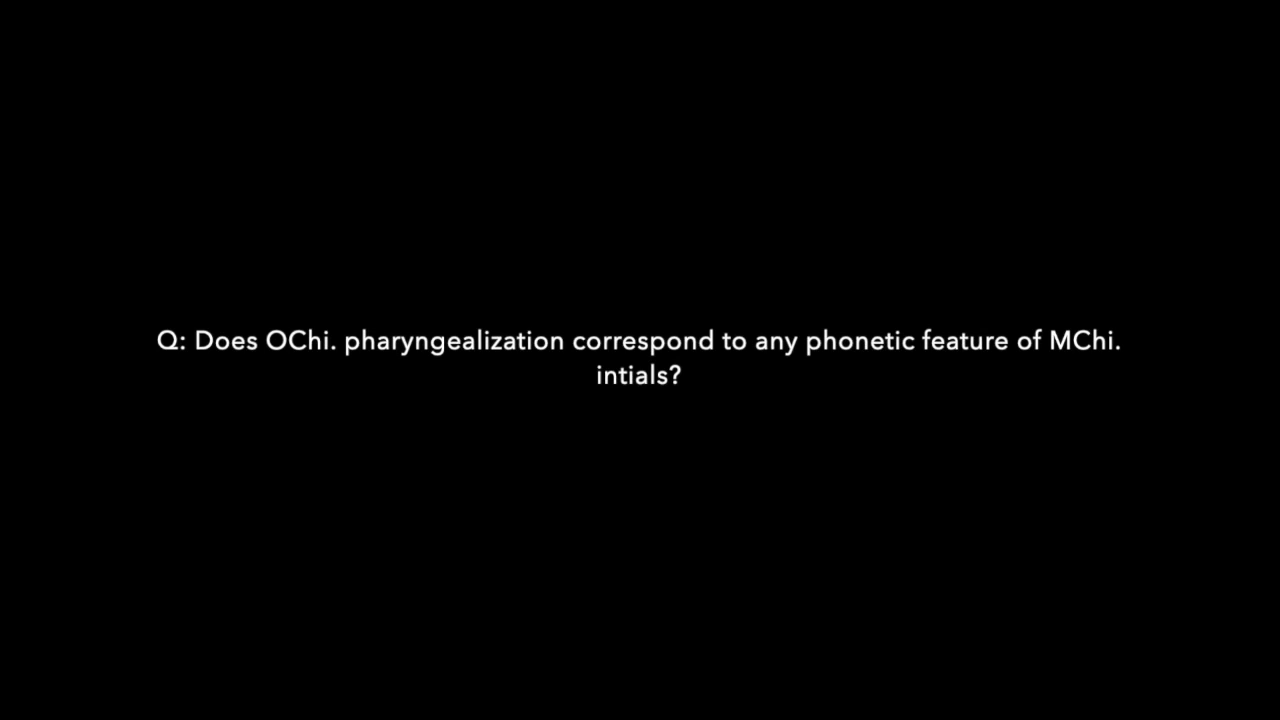 Q: Does OChi. pharyngealization correspond to any phonetic feature of MChi.
intials?